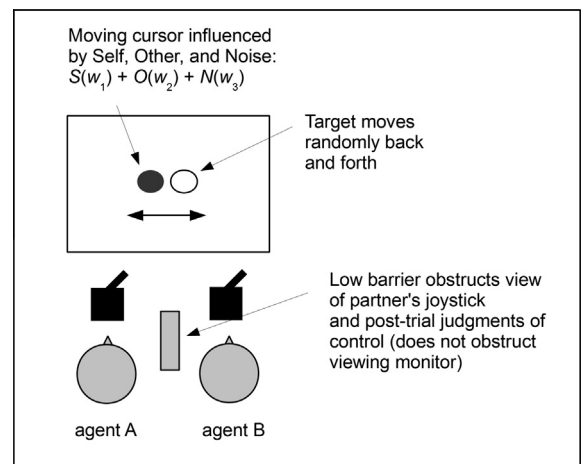 Moving cursor influenced
by Self, Other, and Noise:
S(w₁) + O(w₂) + N(w₃)
Target moves
randomly back
and forth
Low barrier obstructs view
of partner's joystick
and post-trial judgments of
control (does not obstruct
viewing monitor)
agent A
agent B